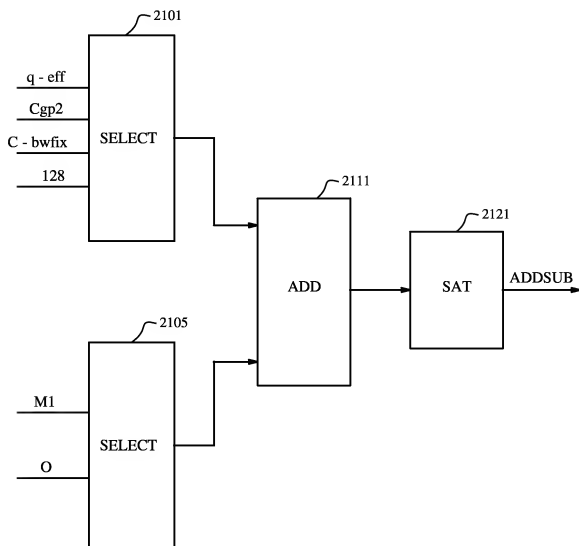 2101
q - eff
Cgp2
C - bwfix
128
SELECT
2111
2121
ADD
SAT
ADDSUB
2105
M1
O
SELECT